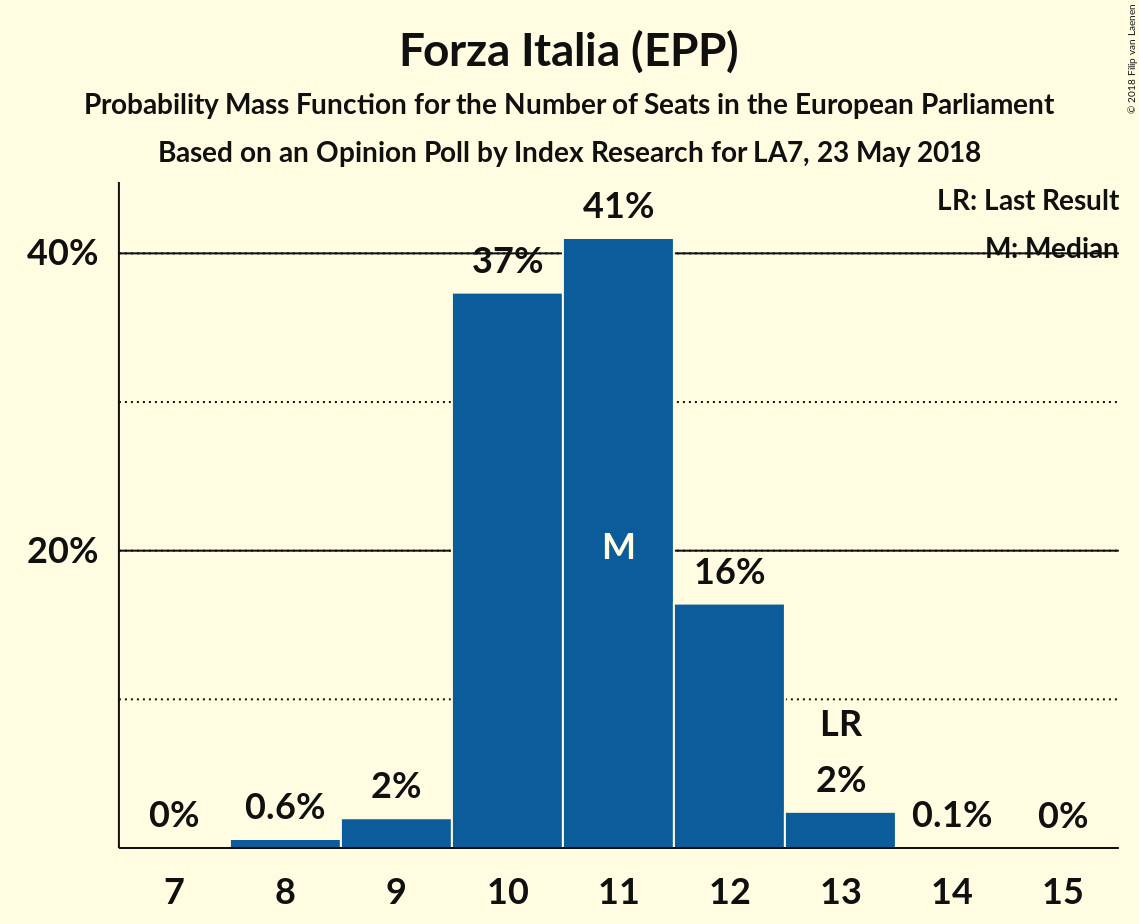 Forza Italia (EPP)
Probability Mass Function for the Number of Seats in the European Parliament
Based on an Opinion Poll by Index Research for LA7, 23 May 2018
© 2018 Filip van Laenen
LR: Last Result
M: Median
40%
20%
0%
0.6%
2%
37%
41%
M
16%
LR
2%
0.1%
0%
7 8 9 10 11 12 13 14 15